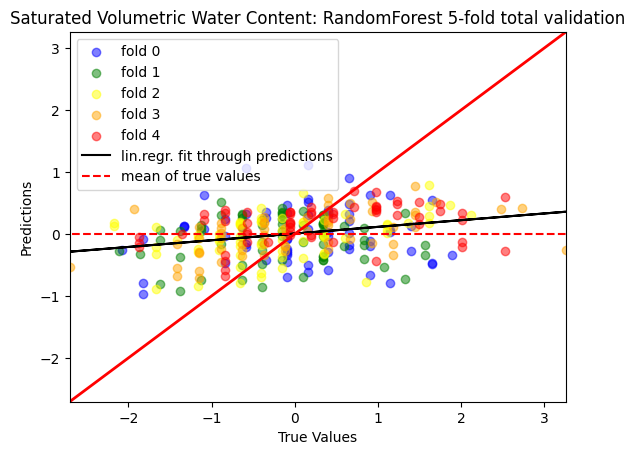 Saturated Volumetric Water Content: RandomForest 5-fold total validation
fold 0
fold 1
fold 2
fold 3
fold 4
lin.regr. fit through predictions
mean of true values
Predictions
3
2
1
0
−1
−2
−2
−1
0
1
2
3
True Values